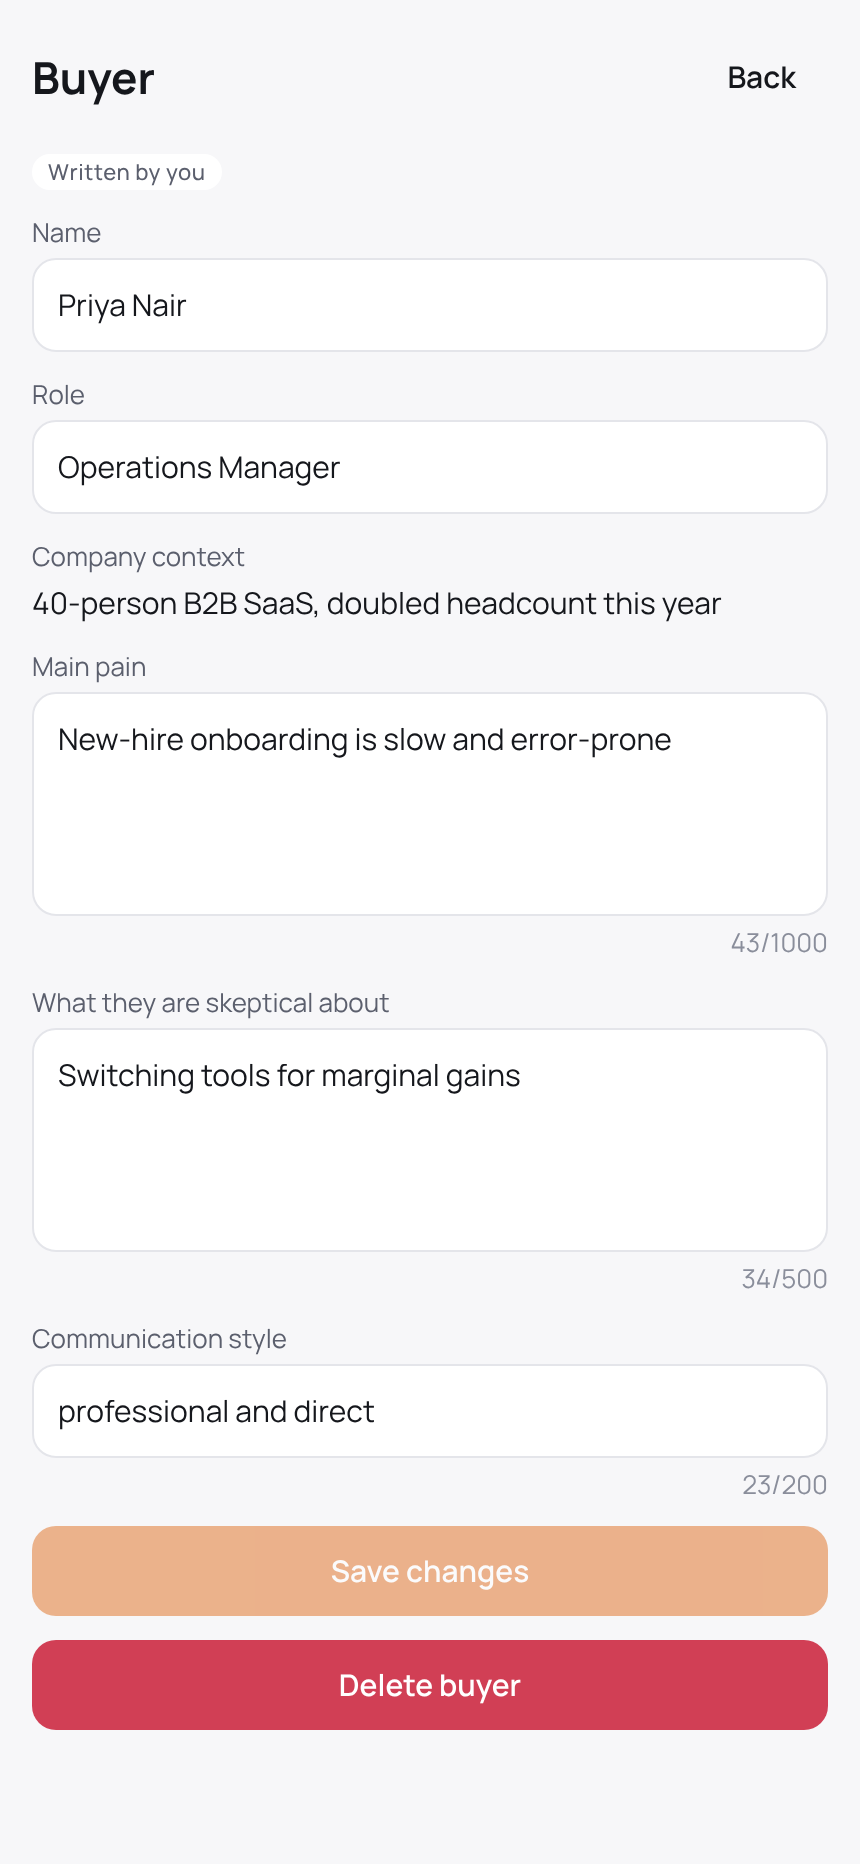 Buyer
Back
Written by you
Name
Priya Nair
Role
Operations Manager
Company context
40-person B2B SaaS, doubled headcount this year
Main pain
New-hire onboarding is slow and error-prone
43/1000
What they are skeptical about
Switching tools for marginal gains
34/500
Communication style
professional and direct
23/200
Save changes
Delete buyer